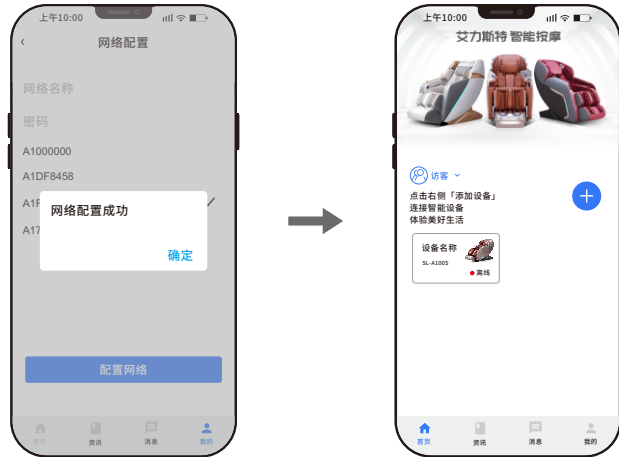 上午10:00
网络配置
网络名称
密码
A1000000
A1DF8458
A1F
A17
网络配置成功
确定
配置网络
首页
资讯
消息
我的
上午10:00
艾力斯特 智能按摩
访客
点击右侧「添加设备」
连接智能设备
体验美好生活
设备名称
SL-A100S
离线
首页
资讯
消息
我的